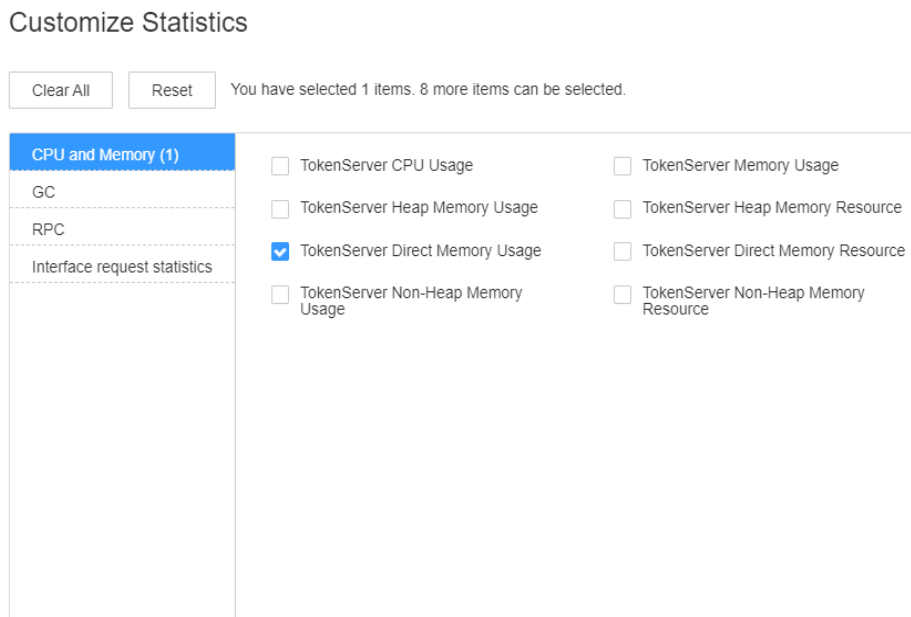 Customize Statistics
Clear All
Reset
You have selected 1 items. 8 more items can be selected.
CPU and Memory (1)
GC
RPC
Interface request statistics
TokenServer CPU Usage
TokenServer Memory Usage
TokenServer Heap Memory Usage
TokenServer Heap Memory Resource
TokenServer Direct Memory Usage
TokenServer Direct Memory Resource
TokenServer Non-Heap Memory
Usage
TokenServer Non-Heap Memory
Resource